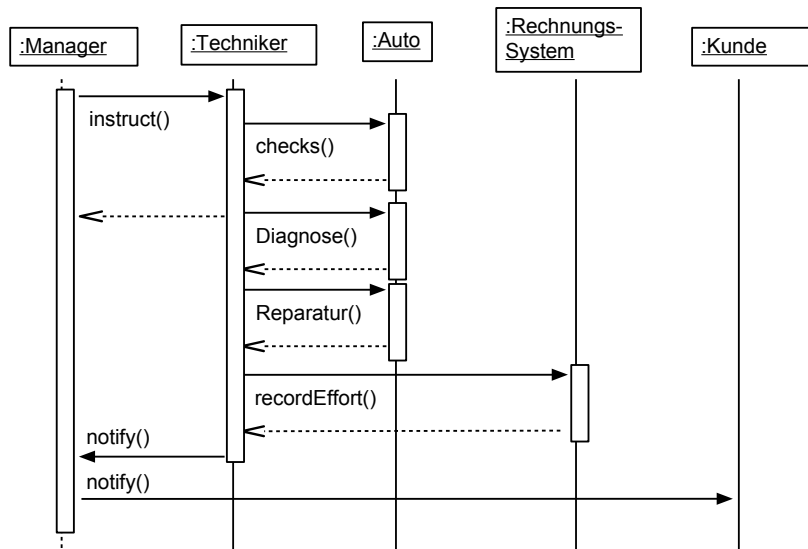 :Manager
:Techniker
:Auto
:Rechnungs-
System
:Kunde
instruct()
checks()
Diagnose()
Reparatur()
recordEffort()
notify()
notify()